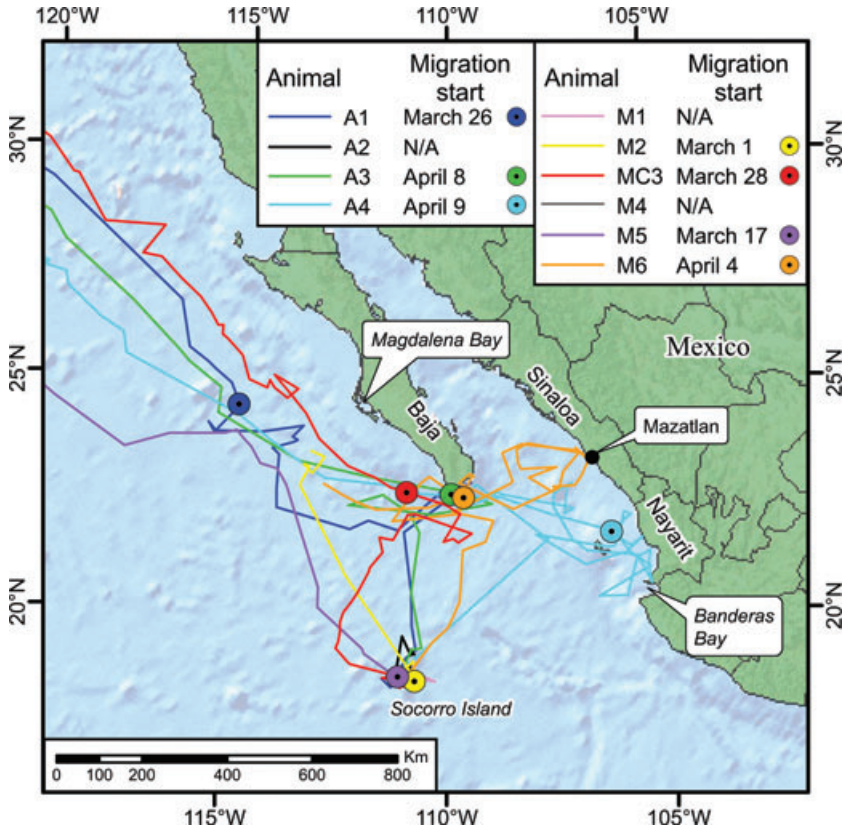 120°W 115°W 110°W 105°W
Animal Migration start
A1 March 26
A2 N/A
A3 April 8
A4 April 9
Animal Migration start
M1 N/A
M2 March 1
MC3 March 28
M4 N/A
M5 March 17
M6 April 4
30°N 30°N
25°N 25°N
20°N 20°N
Magdalena Bay
Mexico
Sinaloa
Baja
Mazatlan
Nayarit
Banderas
Bay
Socorro Island
Km
0 100 200 400 600 800
115°W 110°W 105°W